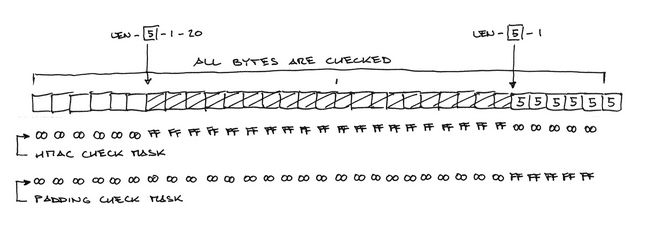 LEN-5-1-20 LEN-5-1
ALL BYTES ARE CHECKED
5 5 5 5 5 5
00 00 00 00 00 00 FF FF FF FF FF FF FF FF FF FF FF FF FF FF FF FF FF FF FF FF 00 00 00 00 00
HMAC CHECK MASK
00 00 00 00 00 00 00 00 00 00 00 00 00 00 00 00 00 00 00 00 00 00 00 00 00 00 FF FF FF FF FF
PADDING CHECK MASK